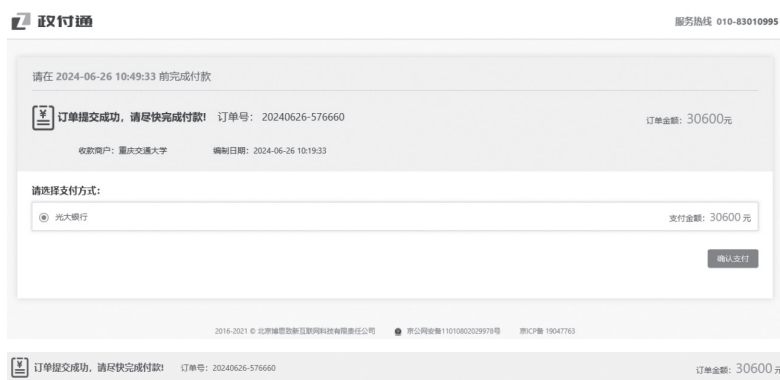 政付通
服务热线 010-83010995
请在 2024-06-26 10:49:33 前完成付款
订单提交成功，请尽快完成付款! 订单号： 20240626-576660 订单金额：30600元
收款商户：重庆交通大学 编制日期：2024-06-26 10:19:33
请选择支付方式：
光大银行 支付金额：30600 元
确认支付
2016-2021 © 北京博思致新互联网科技有限责任公司 京公网安备11010802029978号 京ICP备 19047763
订单提交成功，请尽快完成付款! 订单号：20240626-576660 订单金额：30600元